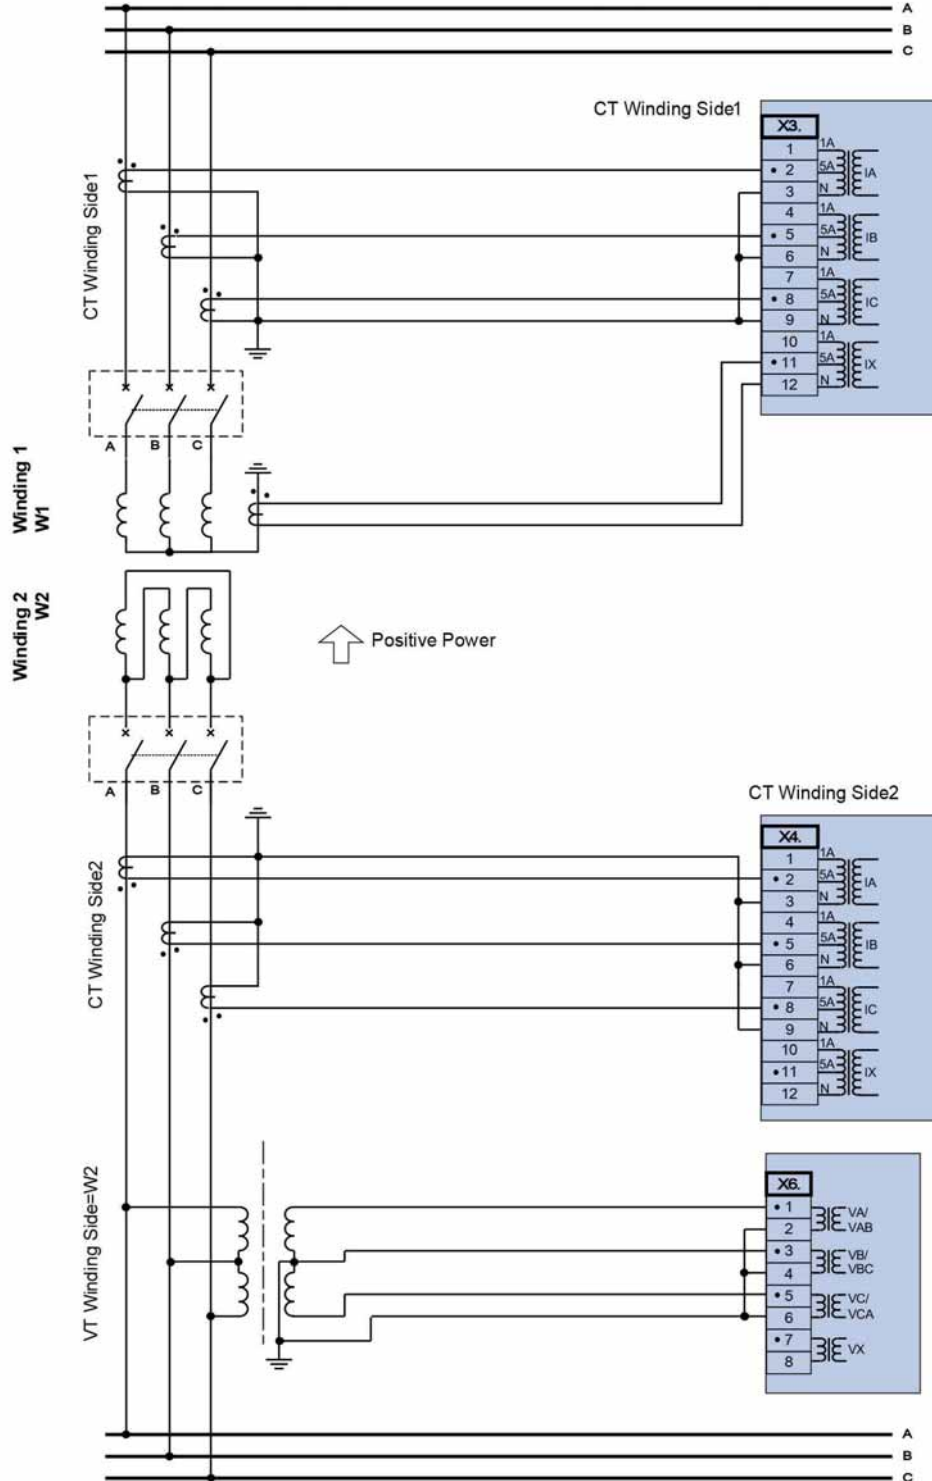 A
B
C
CT Winding Side1
X3.
1 1A
2 5A IA
3 N
4 1A
5 5A IB
6 N
7 1A
8 5A IC
9 N
10 1A
11 5A IX
12 N
CT Winding Side1
A B C
Winding 1
W1
Winding 2
W2
Positive Power
A B C
CT Winding Side2
X4.
1 1A
2 5A IA
3 N
4 1A
5 5A IB
6 N
7 1A
8 5A IC
9 N
10 1A
11 5A IX
12 N
CT Winding Side2
VT Winding Side=W2
X6.
1 VA/
2 VAB
3 VB/
4 VBC
5 VC/
6 VCA
7 VX
8
A
B
C